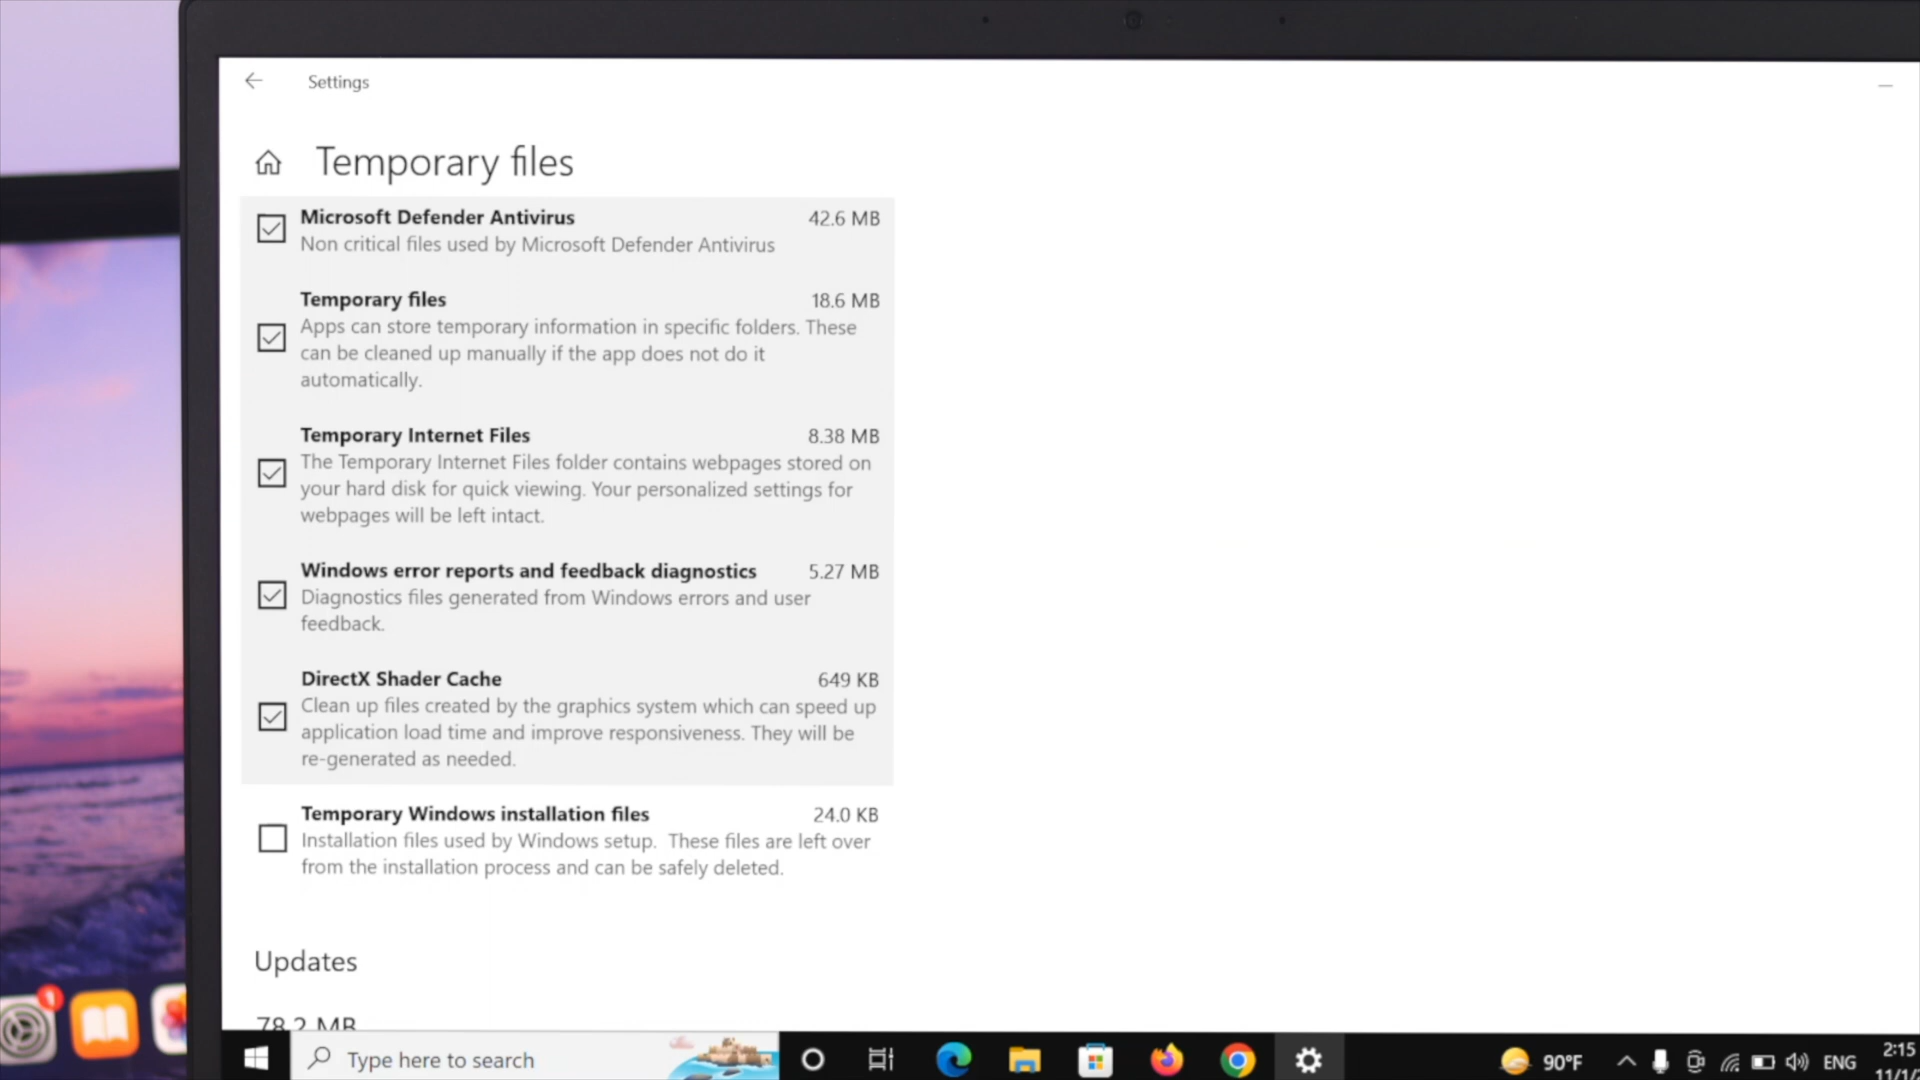 Settings
Temporary files
Microsoft Defender Antivirus 42.6 MB
Non critical files used by Microsoft Defender Antivirus
Temporary files 18.6 MB
Apps can store temporary information in specific folders. These
can be cleaned up manually if the app does not do it
automatically.
Temporary Internet Files 8.38 MB
The Temporary Internet Files folder contains webpages stored on
your hard disk for quick viewing. Your personalized settings for
webpages will be left intact.
Windows error reports and feedback diagnostics 5.27 MB
Diagnostics files generated from Windows errors and user
feedback.
DirectX Shader Cache 649 KB
Clean up files created by the graphics system which can speed up
application load time and improve responsiveness. They will be
re-generated as needed.
Temporary Windows installation files 24.0 KB
Installation files used by Windows setup. These files are left over
from the installation process and can be safely deleted.
Updates
78.2 MB
Type here to search
90°F
ENG
2:15